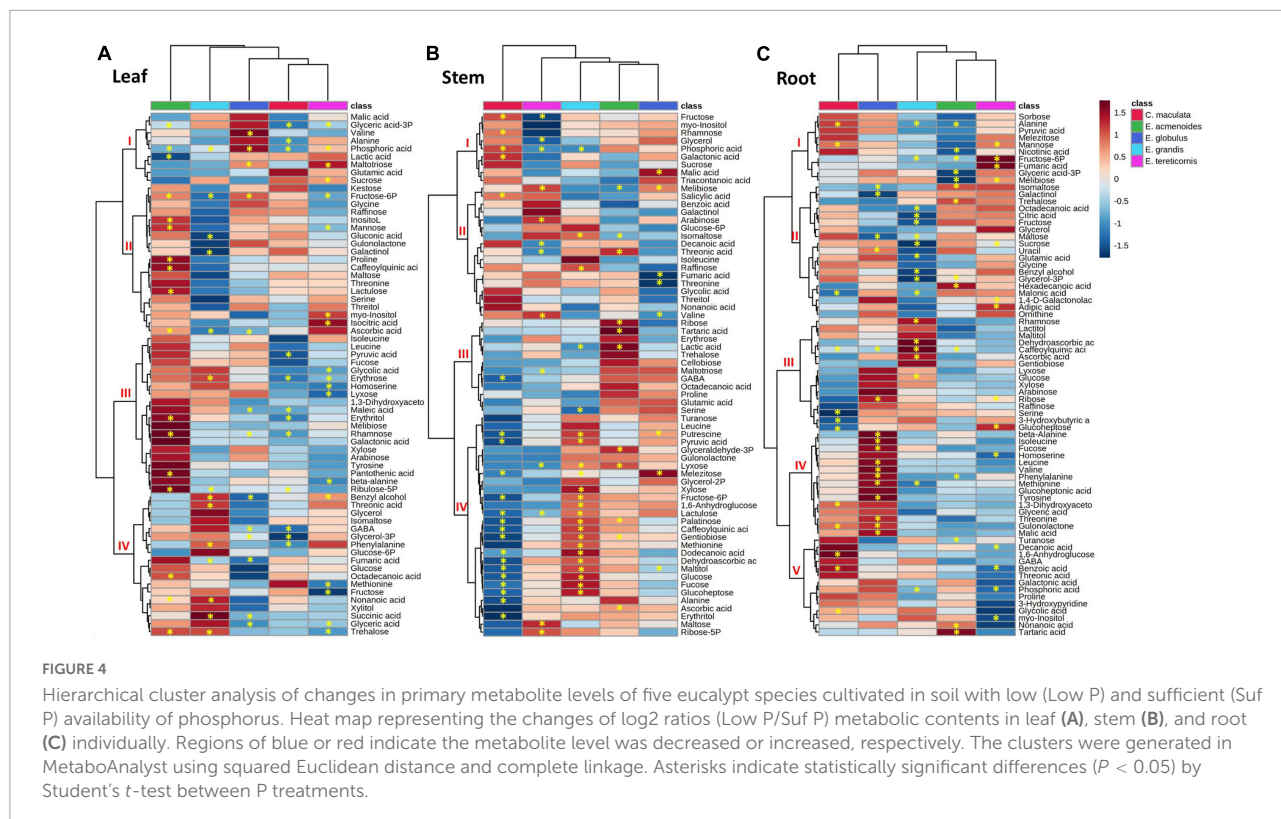 A
Leaf
class
Malic acid
Glyceric acid-3P
Valine
Alanine
Phosphoric acid
Lactic acid
Maltotriose
Glutamic acid
Sucrose
Kestose
Fructose-6P
Glycine
Raffinose
Inositol
Mannose
Gluconic acid
Gulonolactone
Galactinol
Proline
Caffeoylquinic aci
Maltose
Threonine
Lactulose
Serine
Threitol
myo-Inositol
Isocitric acid
Ascorbic acid
Isoleucine
Leucine
Pyruvic acid
Fucose
Glycolic acid
Erythrose
Homoserine
Lyxose
1,3-Dihydroxyaceto
Maleic acid
Erythritol
Melibiose
Rhamnose
Galactonic acid
Xylose
Arabinose
Tyrosine
Pantothenic acid
beta-alanine
Ribulose-5P
Benzyl alcohol
Threonic acid
Glycerol
Isomaltose
GABA
Glycerol-3P
Phenylalanine
Glucose-6P
Fumaric acid
Glucose
Octadecanoic acid
Methionine
Fructose
Nonanoic acid
Xylitol
Succinic acid
Glyceric acid
Trehalose
I
II
III
IV
B
Stem
class
Fructose
myo-Inositol
Rhamnose
Glycerol
Phosphoric acid
Galactonic acid
Sucrose
Malic acid
Triacontanoic acid
Melibiose
Salicylic acid
Benzoic acid
Galactinol
Arabinose
Glucose-6P
Isomaltose
Decanoic acid
Threonic acid
Isoleucine
Raffinose
Fumaric acid
Threonine
Glycolic acid
Threitol
Nonanoic acid
Valine
Ribose
Tartaric acid
Erythrose
Lactic acid
Trehalose
Cellobiose
Maltotriose
GABA
Octadecanoic acid
Proline
Glutamic acid
Serine
Turanose
Leucine
Putrescine
Pyruvic acid
Glyceraldehyde-3P
Gulonolactone
Lyxose
Melezitose
Glycerol-2P
Xylose
Fructose-6P
1,6-Anhydroglucose
Lactulose
Palatinose
Caffeoylquinic aci
Gentiobiose
Methionine
Dodecanoic acid
Dehydroascorbic ac
Maltitol
Glucose
Fucose
Glucoheptose
Alanine
Ascorbic acid
Erythritol
Maltose
Ribose-5P
I
II
III
IV
C
Root
class
Sorbose
Alanine
Pyruvic acid
Melezitose
Mannose
Nicotinic acid
Fructose-6P
Fumaric acid
Glyceric acid-3P
Melibiose
Isomaltose
Galactinol
Trehalose
Octadecanoic acid
Citric acid
Fructose
Glycerol
Maltose
Sucrose
Uracil
Glutamic acid
Glycine
Benzyl alcohol
Glycerol-3P
Hexadecanoic acid
Malonic acid
1,4-D-Galactonolac
Adipic acid
Ornithine
Rhamnose
Lactitol
Maltitol
Dehydroascorbic ac
Caffeoylquinic aci
Ascorbic acid
Gentiobiose
Lyxose
Glucose
Xylose
Arabinose
Ribose
Raffinose
Serine
3-Hydroxybutyric a
Glucoheptose
beta-Alanine
Isoleucine
Fucose
Homoserine
Leucine
Valine
Phenylalanine
Methionine
Glucoheptonic acid
Tyrosine
1,3-Dihydroxyaceto
Glyceric acid
Threonine
Gulonolactone
Malic acid
Turanose
Decanoic acid
1,6-Anhydroglucose
Benzoic acid
GABA
Threonic acid
Galactonic acid
Phosphoric acid
Proline
3-Hydroxypyridine
Glycolic acid
myo-Inositol
Nonanoic acid
Tartaric acid
I
II
III
IV
V
1.5
1
0.5
0
-0.5
-1
-1.5
class
C. maculata
E. acmenoides
E. globulus
E. grandis
E. tereticornis
FIGURE 4
Hierarchical cluster analysis of changes in primary metabolite levels of five eucalypt species cultivated in soil with low (Low P) and sufficient (Suf
P) availability of phosphorus. Heat map representing the changes of log2 ratios (Low P/Suf P) metabolic contents in leaf (A), stem (B), and root
(C) individually. Regions of blue or red indicate the metabolite level was decreased or increased, respectively. The clusters were generated in
MetaboAnalyst using squared Euclidean distance and complete linkage. Asterisks indicate statistically significant differences (P < 0.05) by
Student's t-test between P treatments.